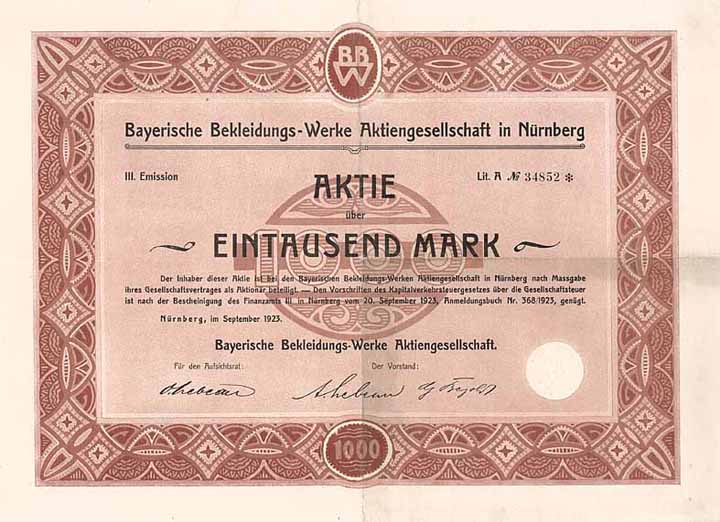 BB
W
Bayerische Bekleidungs-Werke Aktiengesellschaft in Nürnberg
III. Emission
Lit. A № 34852 *
AKTIE
über
EINTAUSEND MARK
1000
Der Inhaber dieser Aktie ist bei den Bayerischen Bekleidungs-Werken Aktiengesellschaft in Nürnberg nach Massgabe
ihres Gesellschaftsvertrages als Aktionär beteiligt. — Den Vorschriften des Kapitalverkehrsteuergesetzes über die Gesellschaftsteuer
ist nach der Bescheinigung des Finanzamts III in Nürnberg vom 20. September 1923, Anmeldungsbuch Nr. 368/1923, genügt.
Nürnberg, im September 1923.
Bayerische Bekleidungs-Werke Aktiengesellschaft.
Für den Aufsichtsrat:
Der Vorstand:
1000